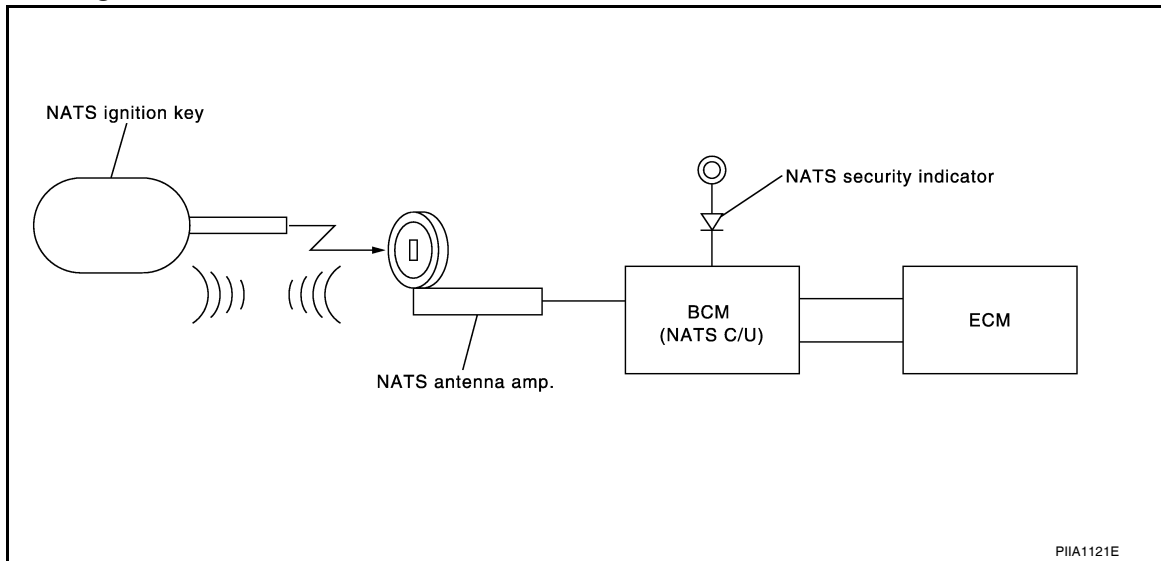 NATS ignition key
NATS security indicator
BCM
(NATS C/U)
ECM
NATS antenna amp.
PIIA1121E